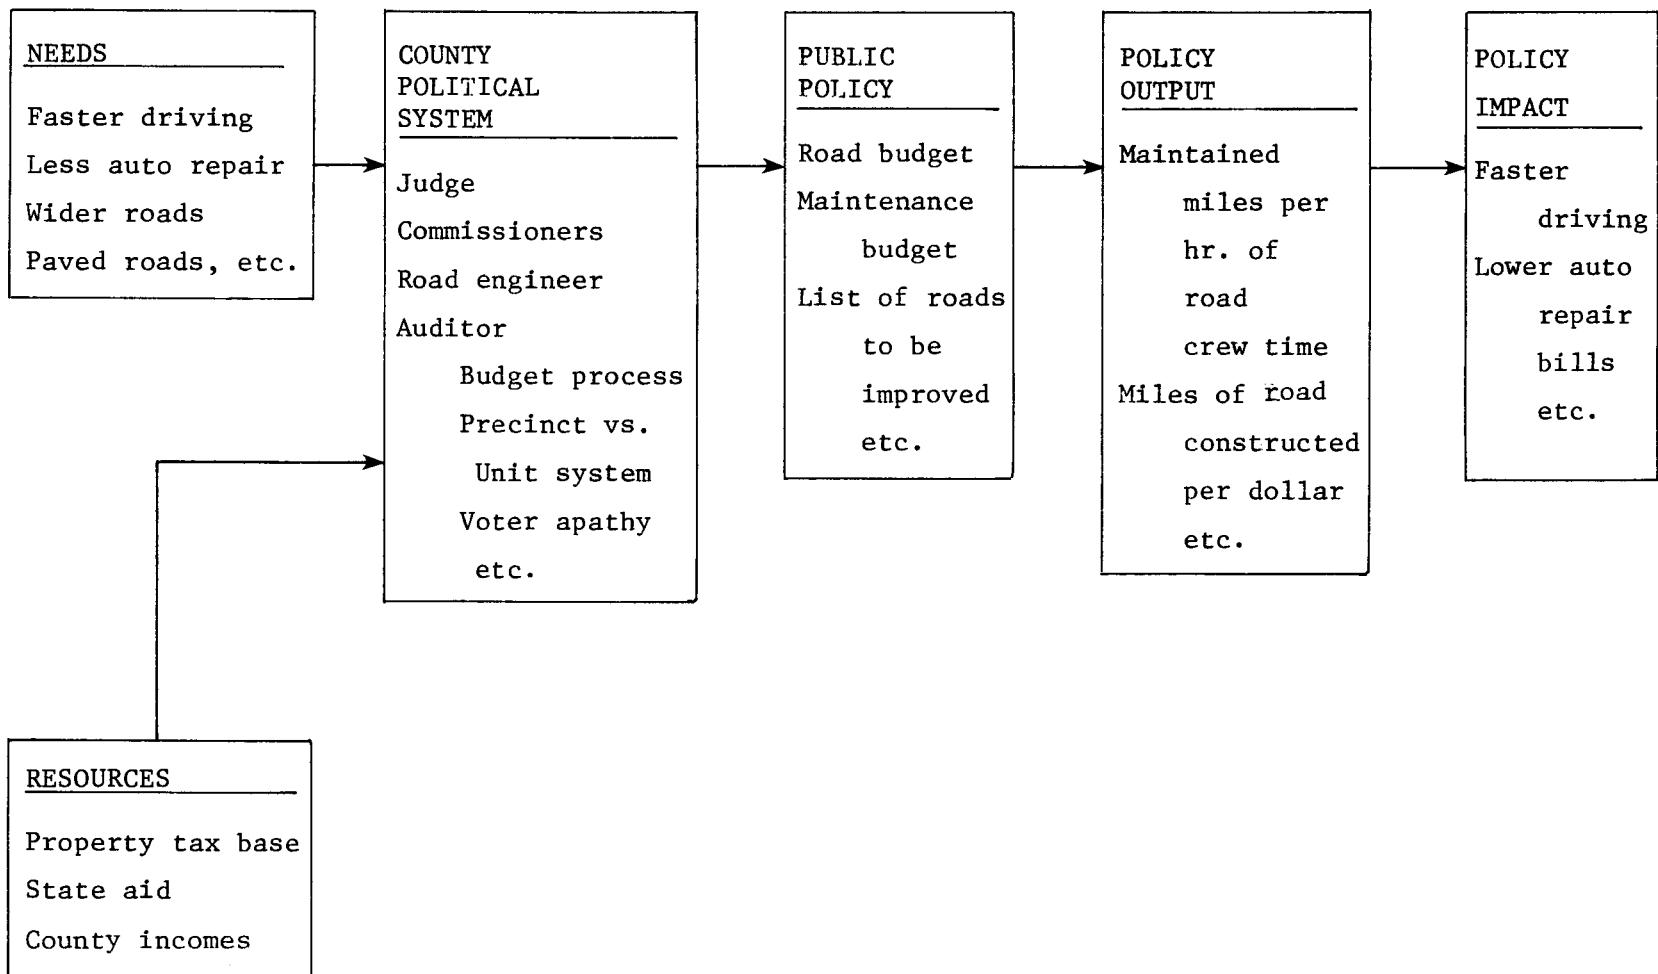 NEEDS
Faster driving
Less auto repair
Wider roads
Paved roads, etc.
COUNTY
POLITICAL
SYSTEM
Judge
Commissioners
Road engineer
Auditor
Budget process
Precinct vs.
Unit system
Voter apathy
etc.
PUBLIC
POLICY
Road budget
Maintenance
budget
List of roads
to be
improved
etc.
POLICY
OUTPUT
Maintained
miles per
hr. of
road
crew time
Miles of road
constructed
per dollar
etc.
POLICY
IMPACT
Faster
driving
Lower auto
repair
bills
etc.
RESOURCES
Property tax base
State aid
County incomes